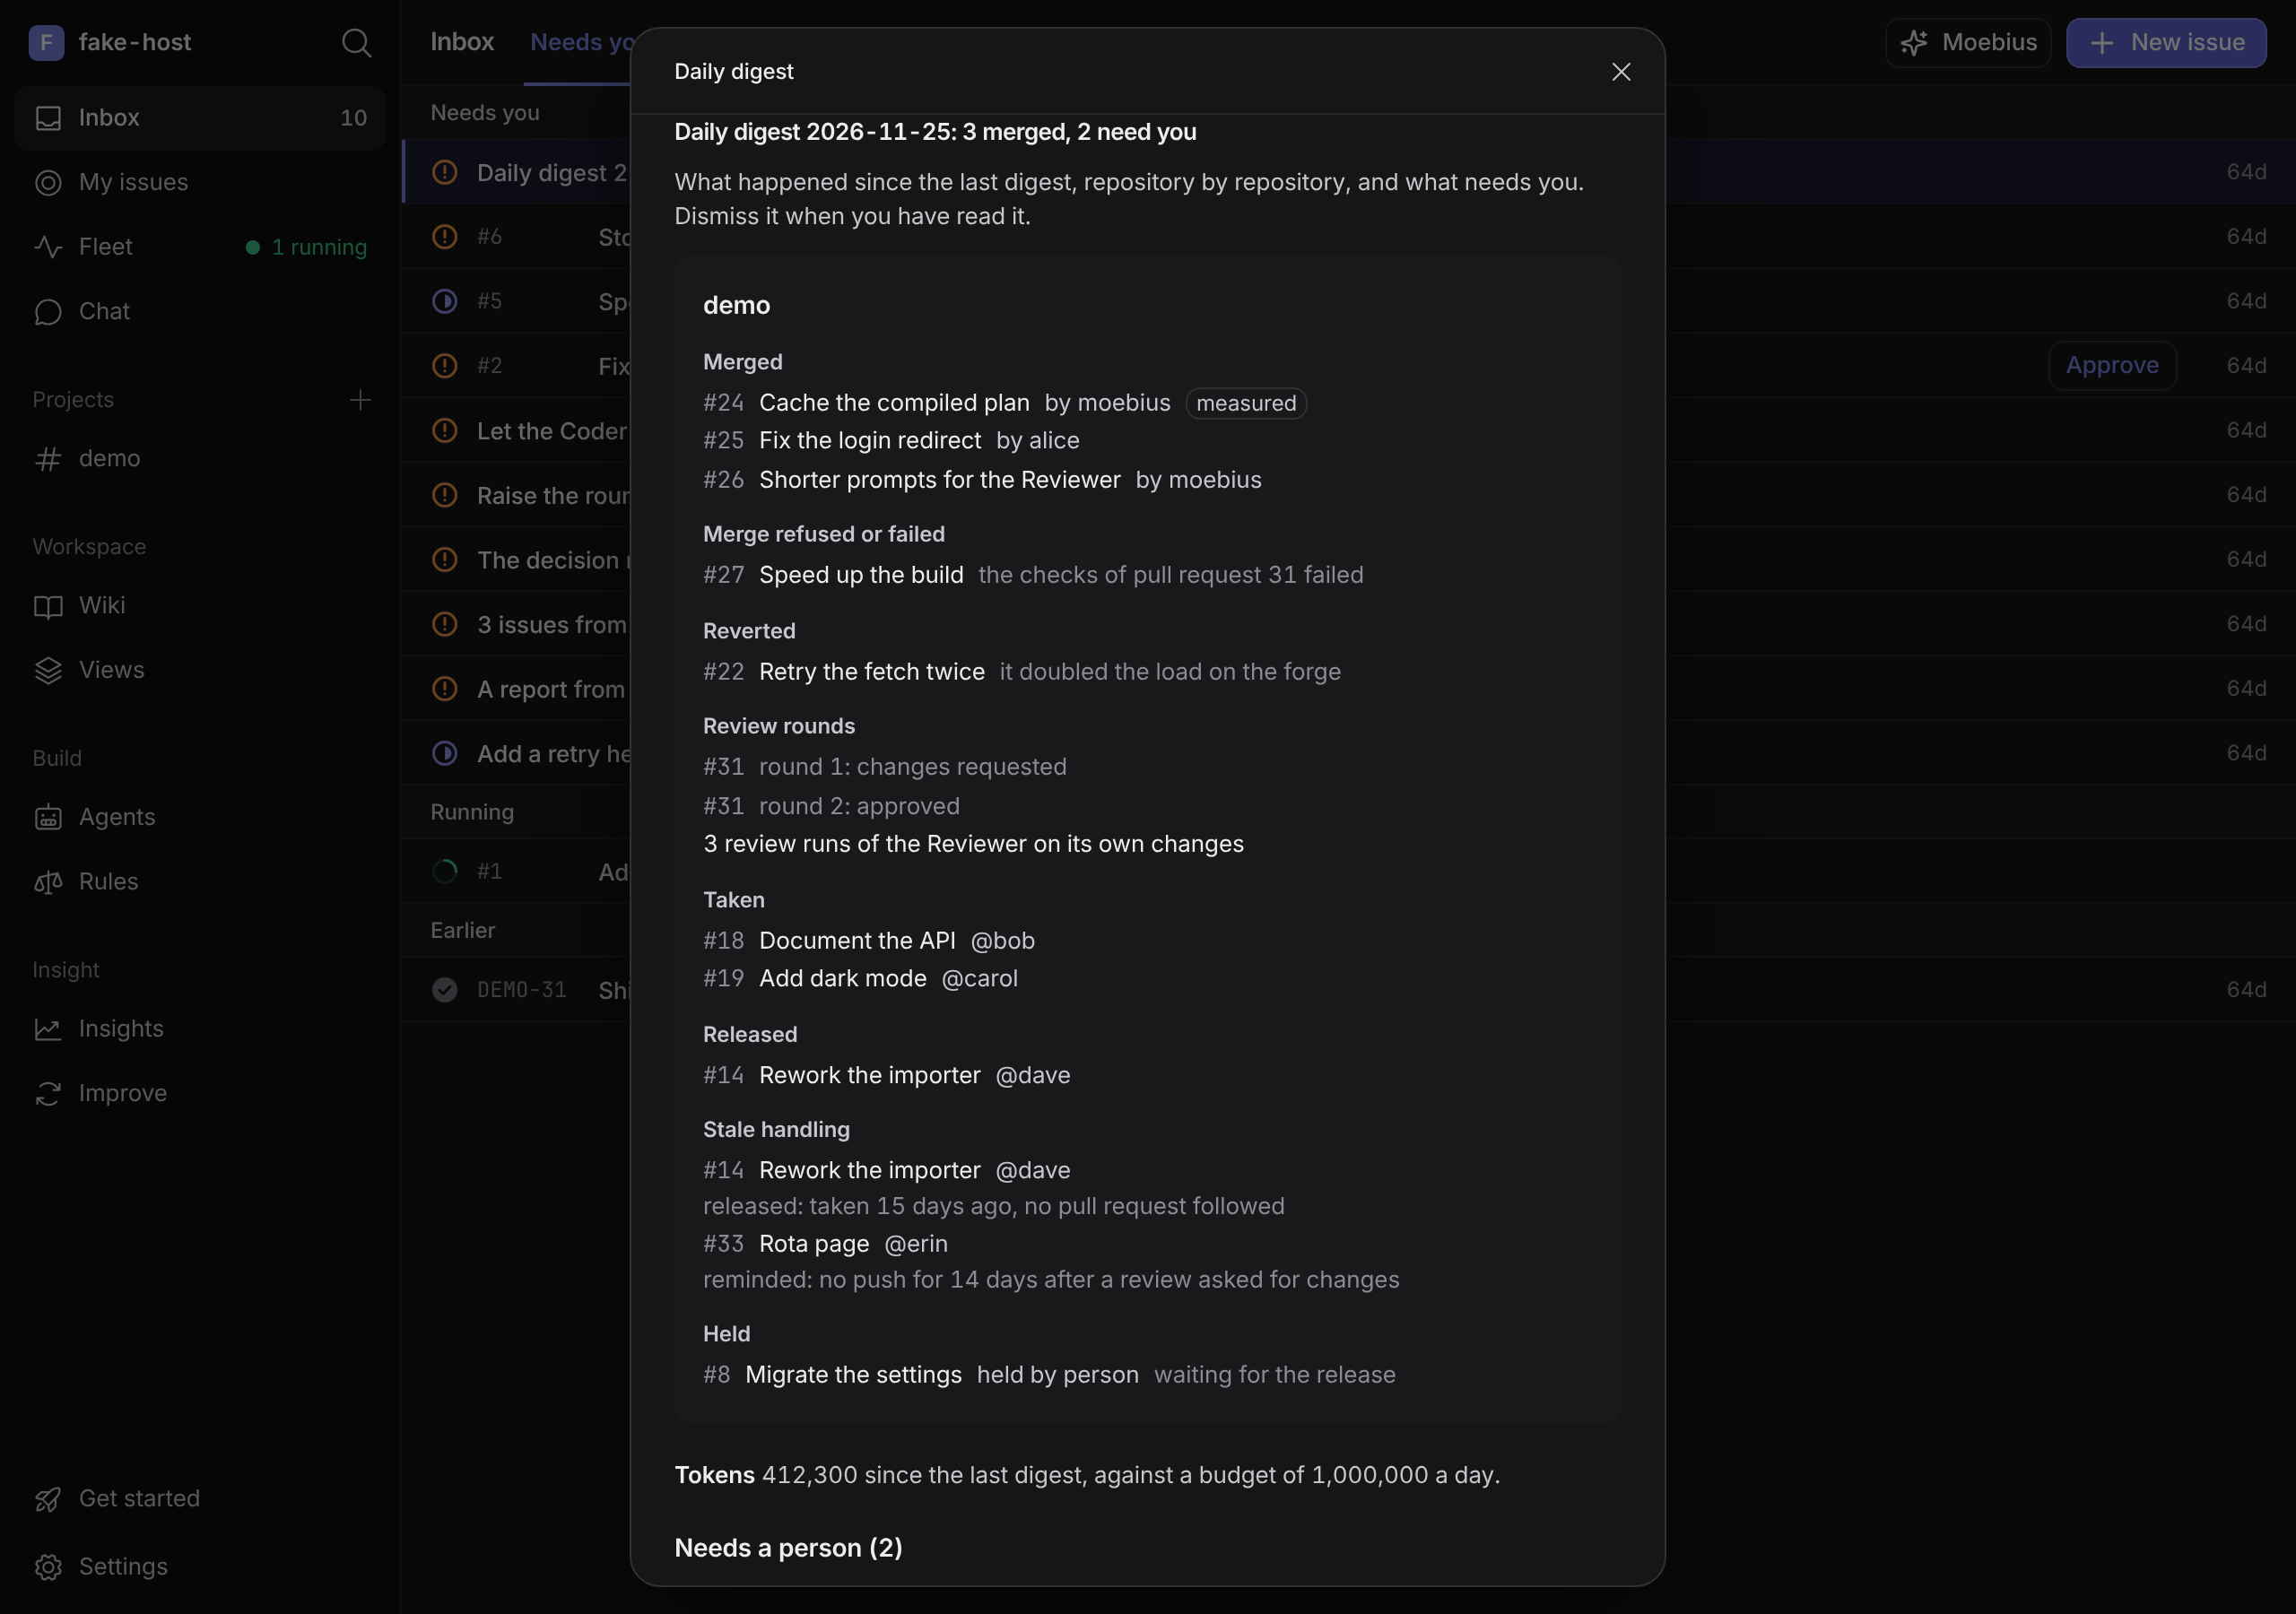 F fake-host
Inbox 10
My issues
Fleet 1 running
Chat
Projects
demo
Workspace
Wiki
Views
Build
Agents
Rules
Insight
Insights
Improve
Get started
Settings
Inbox Needs yo
Moebius
New issue
Needs you
Daily digest 2 64d
#6 Sto 64d
#5 Sp 64d
#2 Fix Approve 64d
Let the Coder 64d
Raise the rour 64d
The decision 64d
3 issues from 64d
A report from 64d
Add a retry he 64d
Running
#1 Ad
Earlier
DEMO-31 Shi 64d
Daily digest
Daily digest 2026-11-25: 3 merged, 2 need you
What happened since the last digest, repository by repository, and what needs you.
Dismiss it when you have read it.
demo
Merged
#24 Cache the compiled plan by moebius measured
#25 Fix the login redirect by alice
#26 Shorter prompts for the Reviewer by moebius
Merge refused or failed
#27 Speed up the build the checks of pull request 31 failed
Reverted
#22 Retry the fetch twice it doubled the load on the forge
Review rounds
#31 round 1: changes requested
#31 round 2: approved
3 review runs of the Reviewer on its own changes
Taken
#18 Document the API @bob
#19 Add dark mode @carol
Released
#14 Rework the importer @dave
Stale handling
#14 Rework the importer @dave
released: taken 15 days ago, no pull request followed
#33 Rota page @erin
reminded: no push for 14 days after a review asked for changes
Held
#8 Migrate the settings held by person waiting for the release
Tokens 412,300 since the last digest, against a budget of 1,000,000 a day.
Needs a person (2)